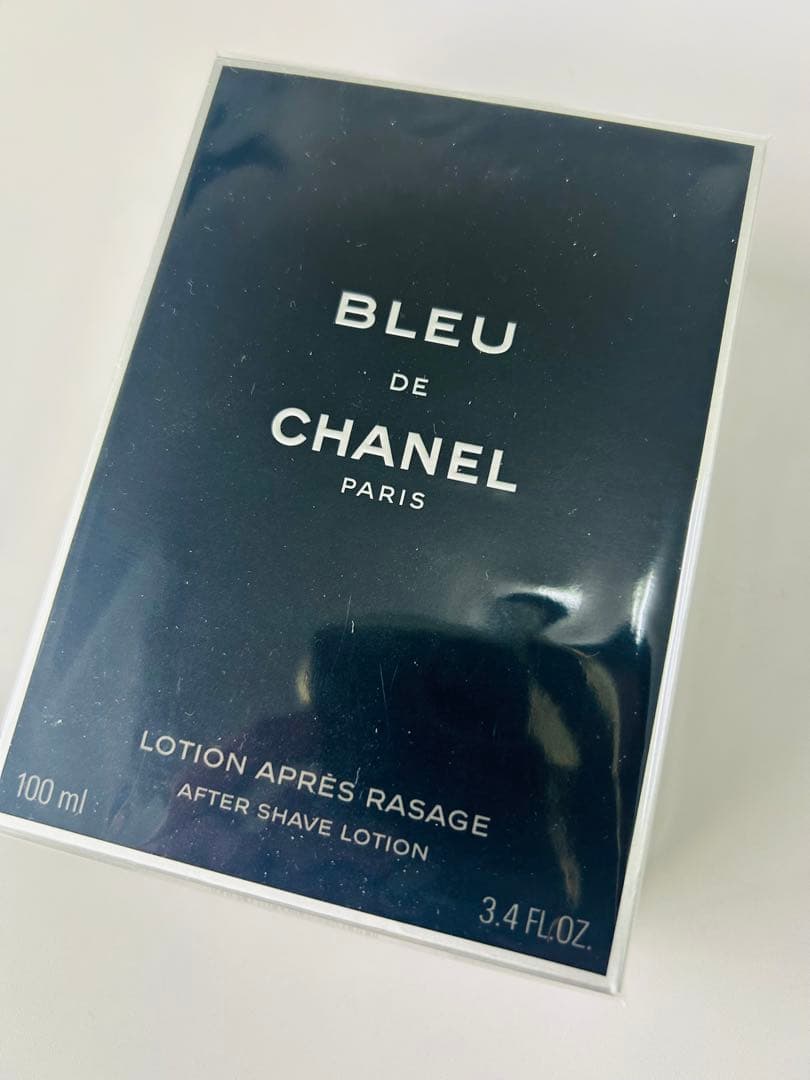 BLEU
DE
CHANEL
PARIS
LOTION APRÈS RASAGE
AFTER SHAVE LOTION
100 ml
3.4 FL.OZ.